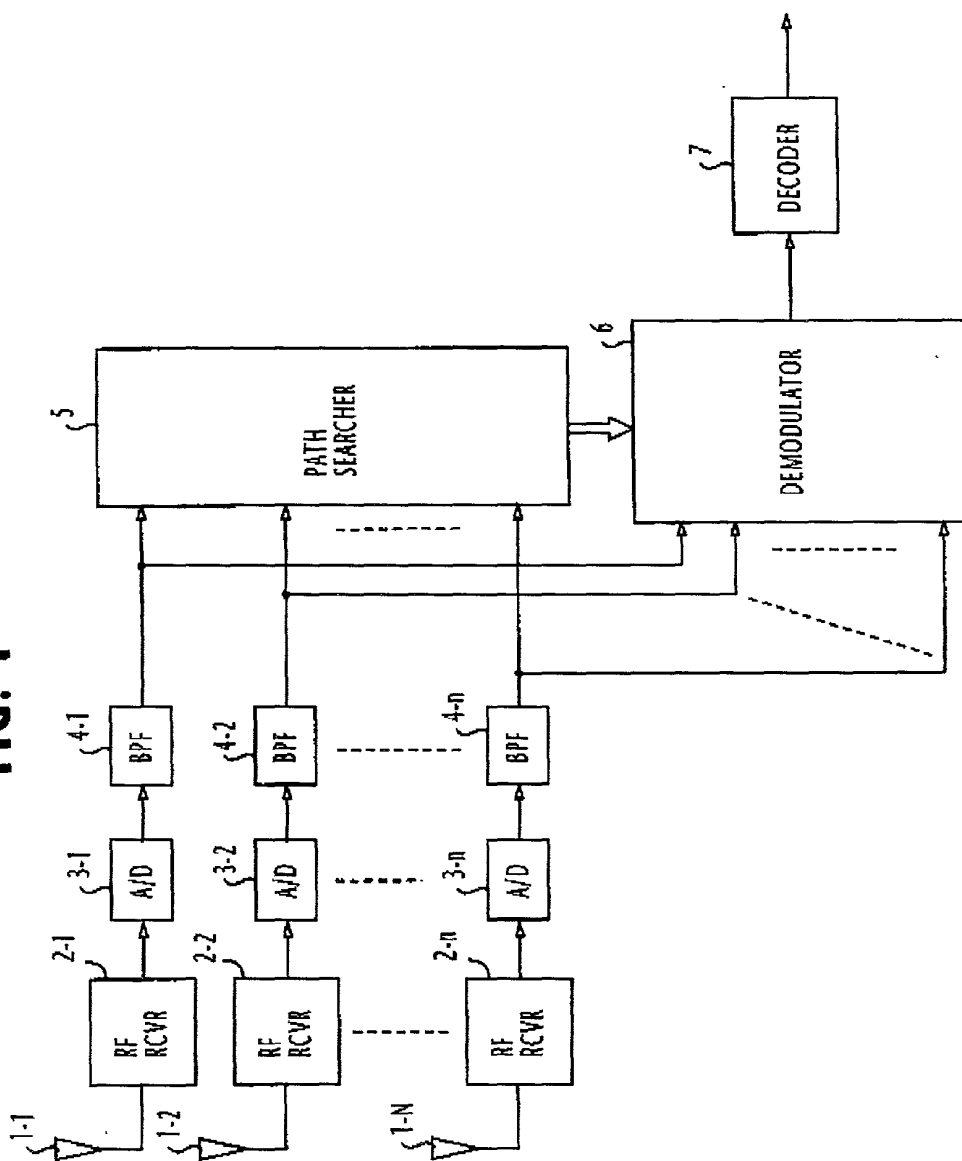 1-1
RF
RCVR
2-1
A/D
3-1
BPF
4-1
1-2
RF
RCVR
2-2
A/D
3-2
BPF
4-2
1-N
RF
RCVR
2-n
A/D
3-n
BPF
4-n
PATH
SEARCHER
5
DEMODULATOR
6
DECODER
7